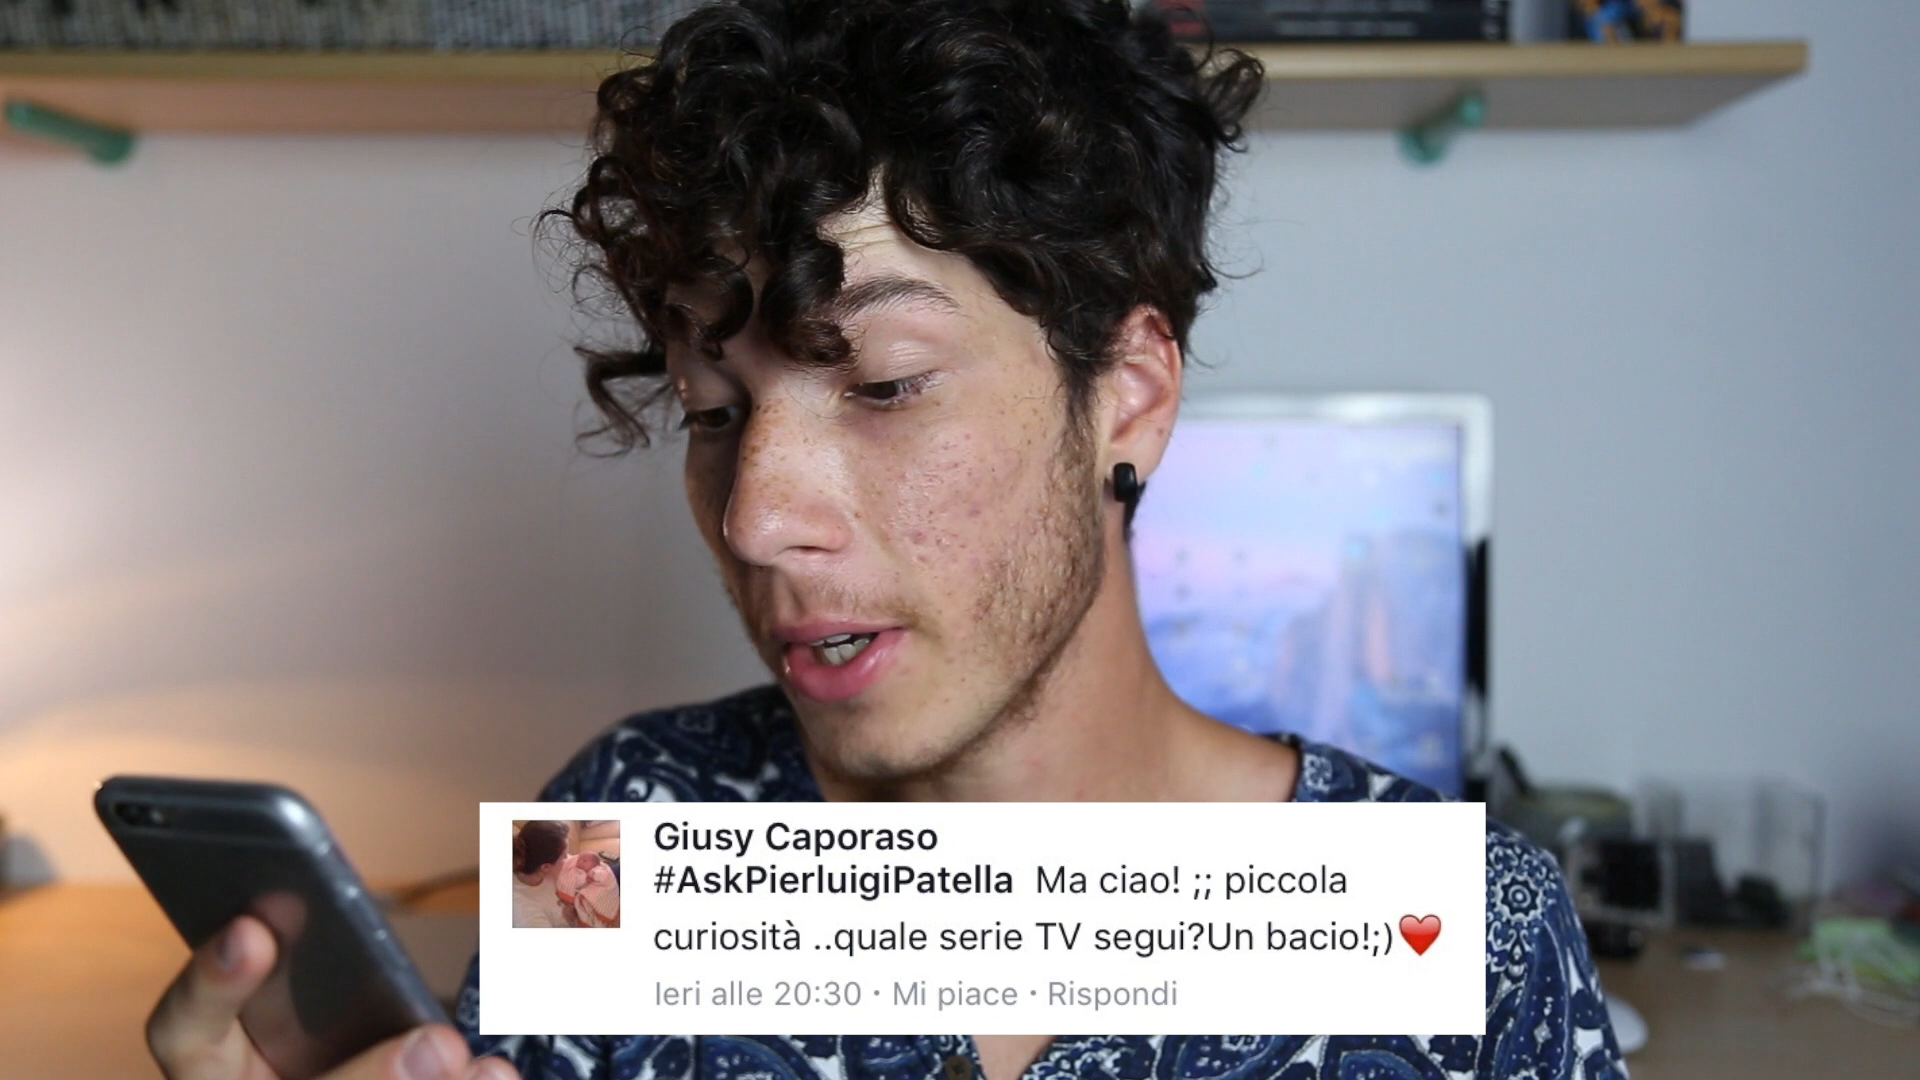 Giusy Caporaso
#AskPierluigiPatella Ma ciao! ;; piccola
curiosità ..quale serie TV segui?Un bacio!;)❤️
Ieri alle 20:30 · Mi piace · Rispondi